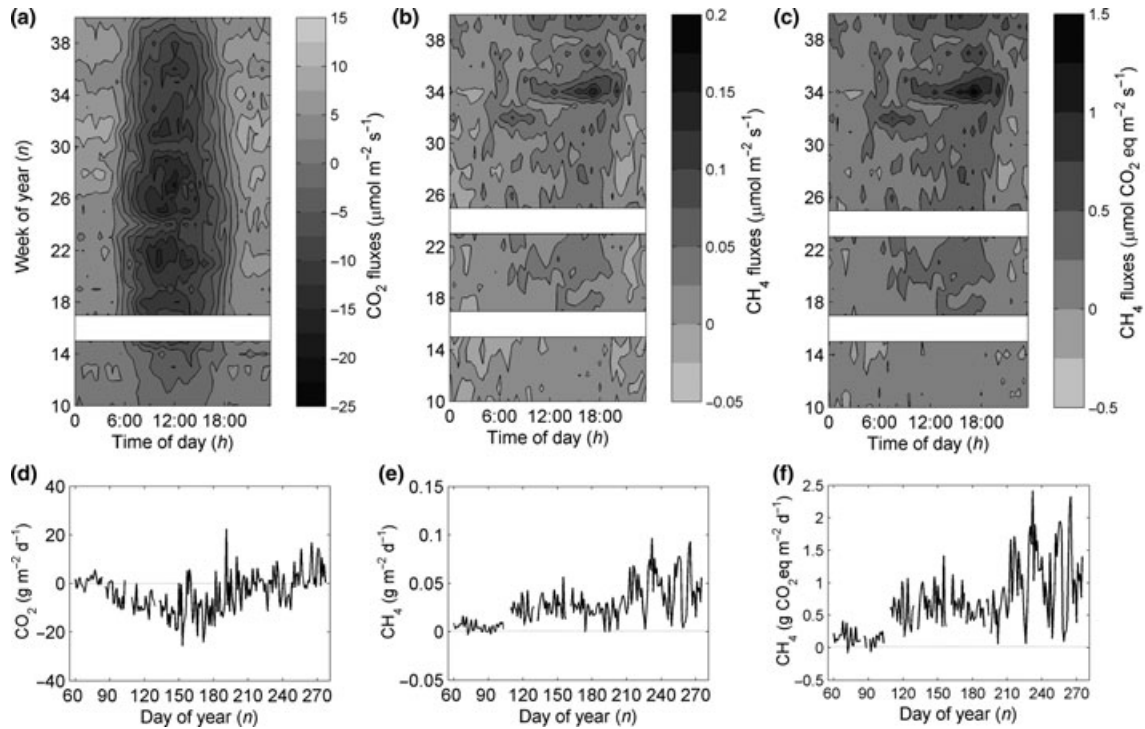 (a)
38
34
30
26
22
18
14
10
Week of year (n)
0 6:00 12:00 18:00
Time of day (h)
15
10
5
0
−5
−10
−15
−20
−25
CO2 fluxes (μmol m−2 s−1)
(b)
38
34
30
26
22
18
14
10
0 6:00 12:00 18:00
Time of day (h)
0.2
0.15
0.1
0.05
0
−0.05
CH4 fluxes (μmol m−2 s−1)
(c)
38
34
30
26
22
18
14
10
0 6:00 12:00 18:00
Time of day (h)
1.5
1
0.5
0
−0.5
CH4 fluxes (μmol CO2 eq m−2 s−1)
(d)
40
20
0
−20
−40
CO2 (g m−2 d−1)
60 90 120 150 180 210 240 270
Day of year (n)
(e)
0.15
0.1
0.05
0
−0.05
CH4 (g m−2 d−1)
60 90 120 150 180 210 240 270
Day of year (n)
(f)
2.5
2
1.5
1
0.5
0
−0.5
CH4 (g CO2eq m−2 d−1)
60 90 120 150 180 210 240 270
Day of year (n)